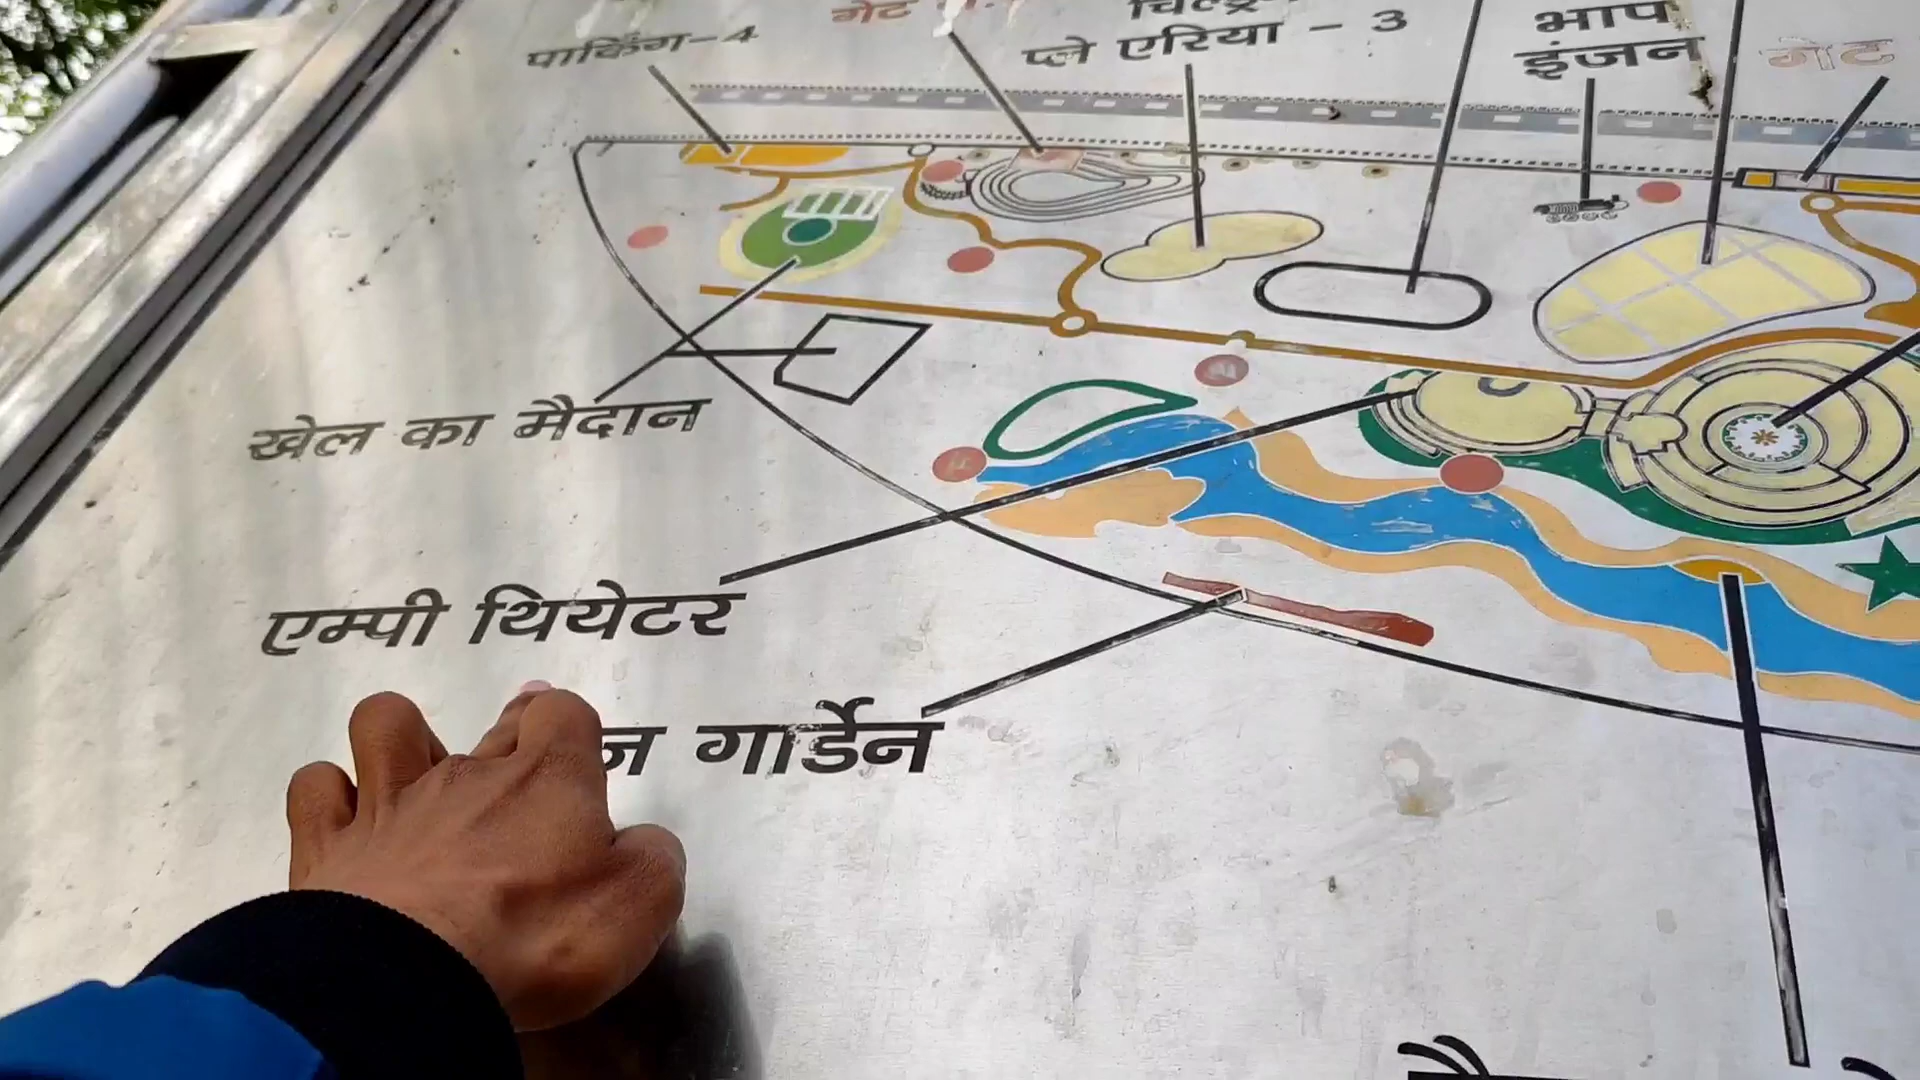 पार्किंग-4
गेट
प्ले एरिया - 3
भाप
इंजन
गेट
खेल का मैदान
एम्पी थियेटर
गार्डेन